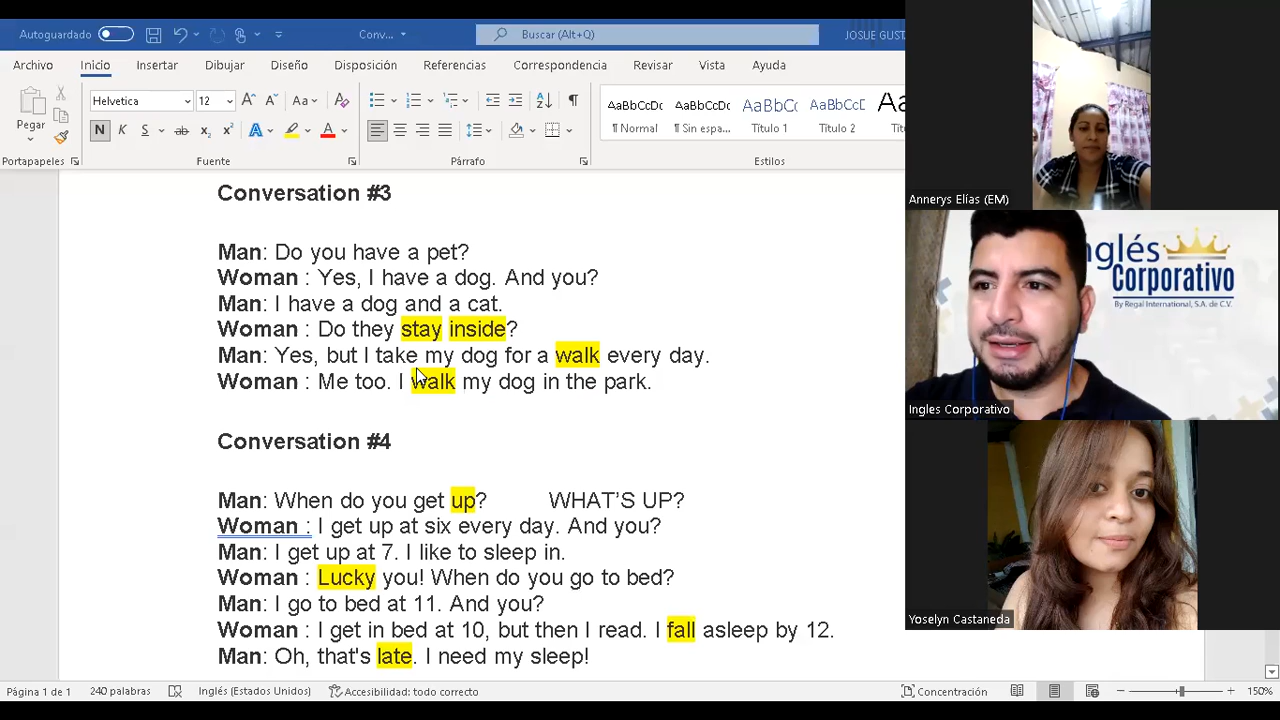 Autoguardado
Conv...
Buscar (Alt+Q)
JOSUE GUST
Archivo Inicio Insertar Dibujar Diseño Disposición Referencias Correspondencia Revisar Vista Ayuda
Pegar
Helvetica 12
N K S
AaBbCcDc AaBbCcDc AaBbCc AaBbCcD
¶ Normal ¶ Sin espa... Título 1 Título 2
Portapapeles Fuente Párrafo Estilos
Conversation #3
Man: Do you have a pet?
Woman : Yes, I have a dog. And you?
Man: I have a dog and a cat.
Woman : Do they stay inside?
Man: Yes, but I take my dog for a walk every day.
Woman : Me too. I walk my dog in the park.
Conversation #4
Man: When do you get up? WHAT'S UP?
Woman : I get up at six every day. And you?
Man: I get up at 7. I like to sleep in.
Woman : Lucky you! When do you go to bed?
Man: I go to bed at 11. And you?
Woman : I get in bed at 10, but then I read. I fall asleep by 12.
Man: Oh, that's late. I need my sleep!
Página 1 de 1 240 palabras Inglés (Estados Unidos) Accesibilidad: todo correcto Concentración 150%
Annerys Elías (EM)
nglés
Corporativo
By Regal International, S.A. de C.V.
Ingles Corporativo
Yoselyn Castaneda